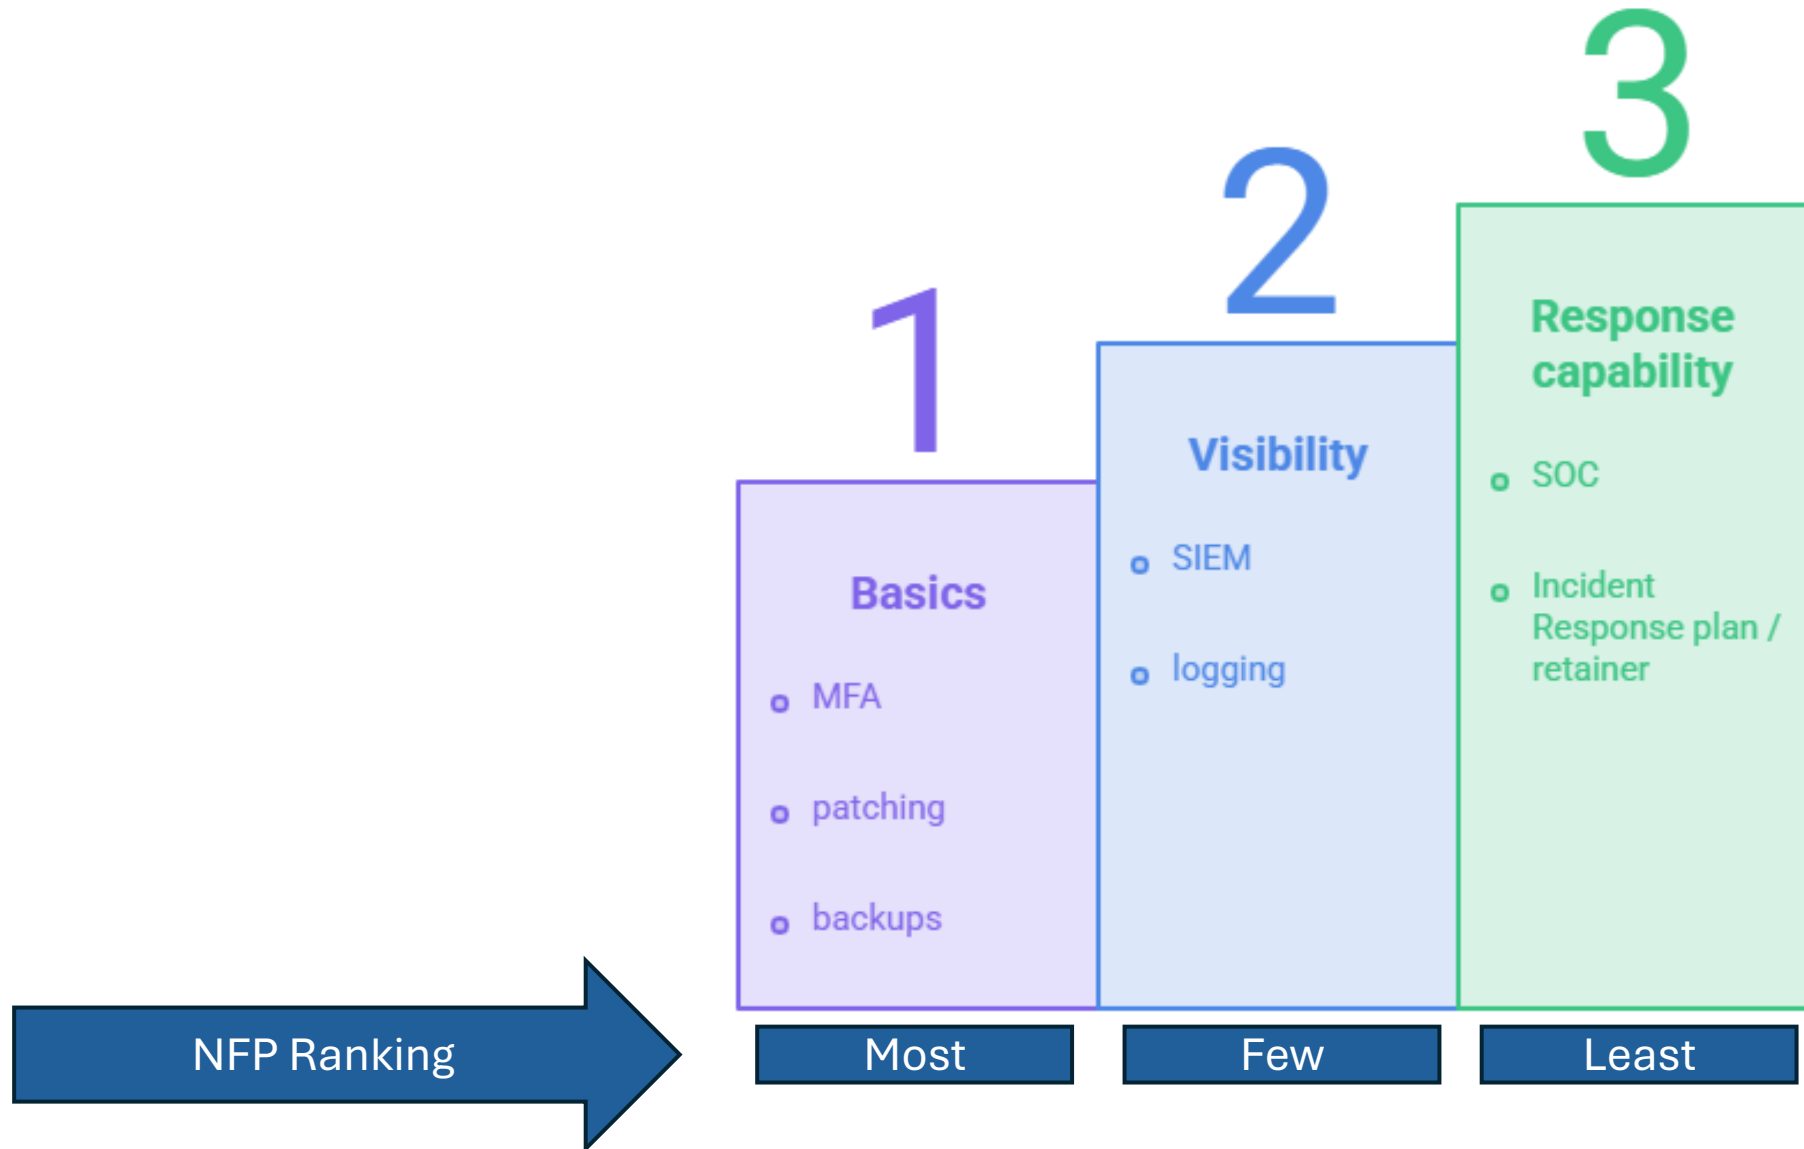 1
Basics
MFA
patching
backups
2
Visibility
SIEM
logging
3
Response
capability
SOC
Incident
Response plan /
retainer
NFP Ranking
Most
Few
Least